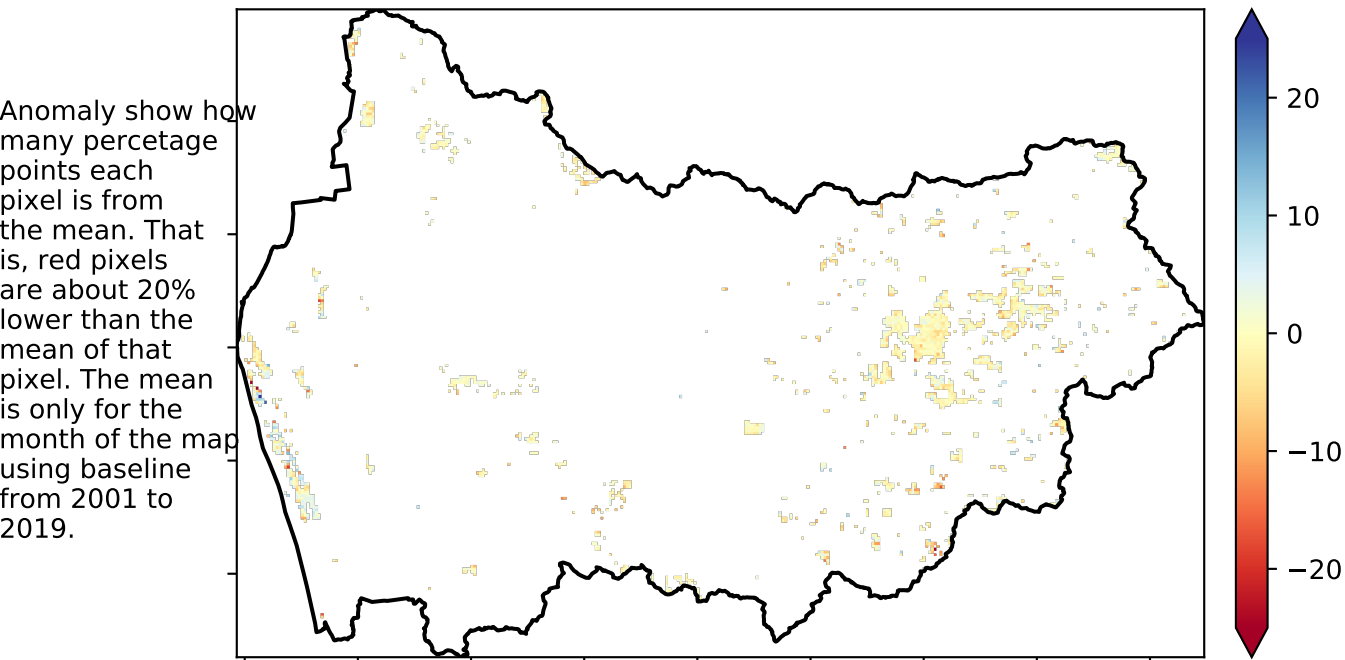 Anomaly show how
many percetage
points each
pixel is from
the mean. That
is, red pixels
are about 20%
lower than the
mean of that
pixel. The mean
is only for the
month of the map
using baseline
from 2001 to
2019.
20
10
0
−10
−20